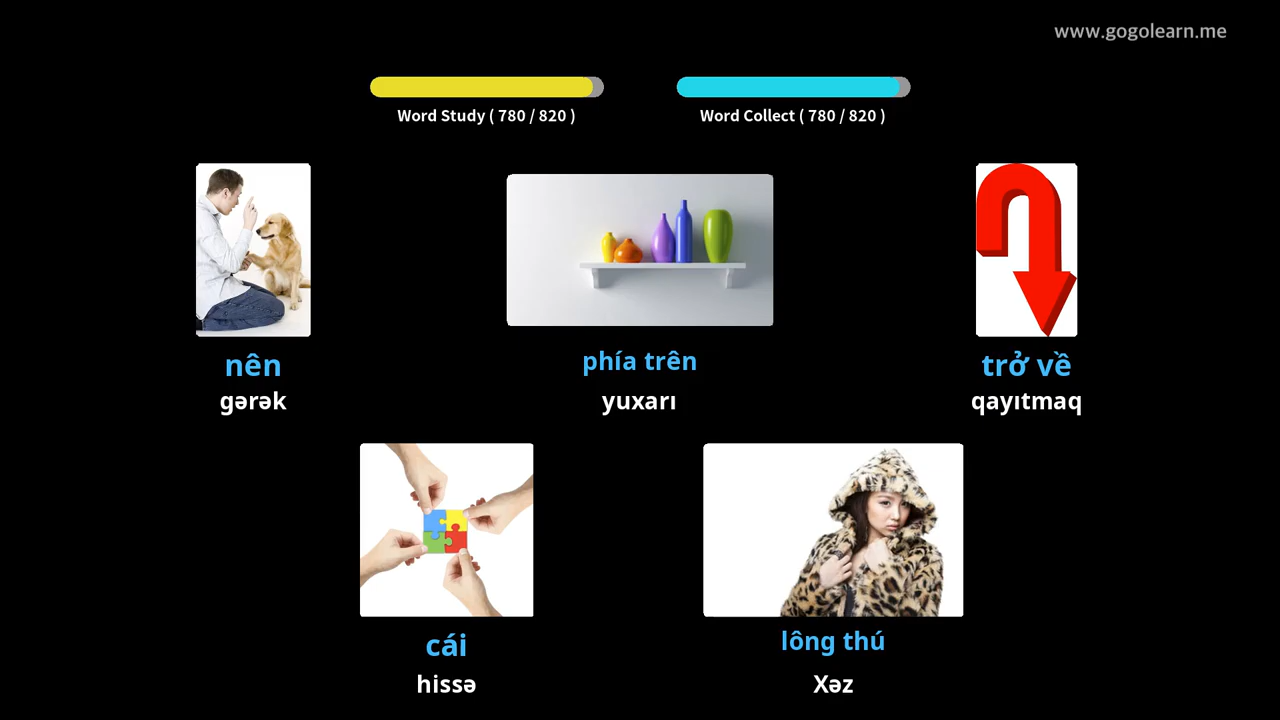 www.gogolearn.me
Word Study ( 780 / 820 )
Word Collect ( 780 / 820 )
nên
gərək
phía trên
yuxarı
trở về
qayıtmaq
cái
hissə
lông thú
Xəz